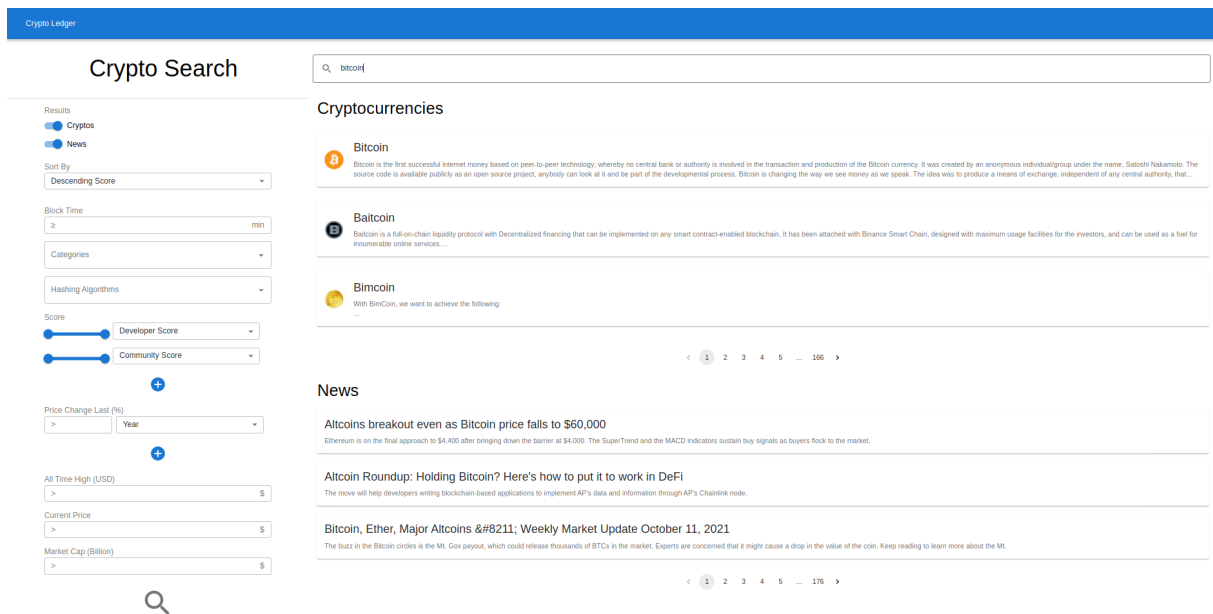 Crypto Ledger
Crypto Search
Results
Cryptos
News
Sort By
Descending Score
Block Time
≥ min
Categories
Hashing Algorithms
Score
Developer Score
Community Score
Price Change Last (%)
> Year
All Time High (USD)
> $
Current Price
> $
Market Cap (Billion)
> $
bitcoin
Cryptocurrencies
Bitcoin
Bitcoin is the first successful internet money based on peer-to-peer technology; whereby no central bank or authority is involved in the transaction and production of the Bitcoin currency. It was created by an anonymous individual/group under the name, Satoshi Nakamoto. The
source code is available publicly as an open source project, anybody can look at it and be part of the developmental process. Bitcoin is changing the way we see money as we speak. The idea was to produce a means of exchange, independent of any central authority, that...
Baitcoin
Baitcoin is a full-on-chain liquidity protocol with Decentralized financing that can be implemented on any smart contract-enabled blockchain. It has been attached with Binance Smart Chain, designed with maximum usage facilities for the investors, and can be used as a fuel for
innumerable online services....
Bimcoin
With BimCoin, we want to achieve the following:
...
‹ 1 2 3 4 5 ... 166 ›
News
Altcoins breakout even as Bitcoin price falls to $60,000
Ethereum is on the final approach to $4,400 after bringing down the barrier at $4,000. The SuperTrend and the MACD indicators sustain buy signals as buyers flock to the market.
Altcoin Roundup: Holding Bitcoin? Here's how to put it to work in DeFi
The move will help developers writing blockchain-based applications to implement AP's data and information through AP's Chainlink node.
Bitcoin, Ether, Major Altcoins &#8211; Weekly Market Update October 11, 2021
The buzz in the Bitcoin circles is the Mt. Gox payout, which could release thousands of BTCs in the market. Experts are concerned that it might cause a drop in the value of the coin. Keep reading to learn more about the Mt.
‹ 1 2 3 4 5 ... 176 ›